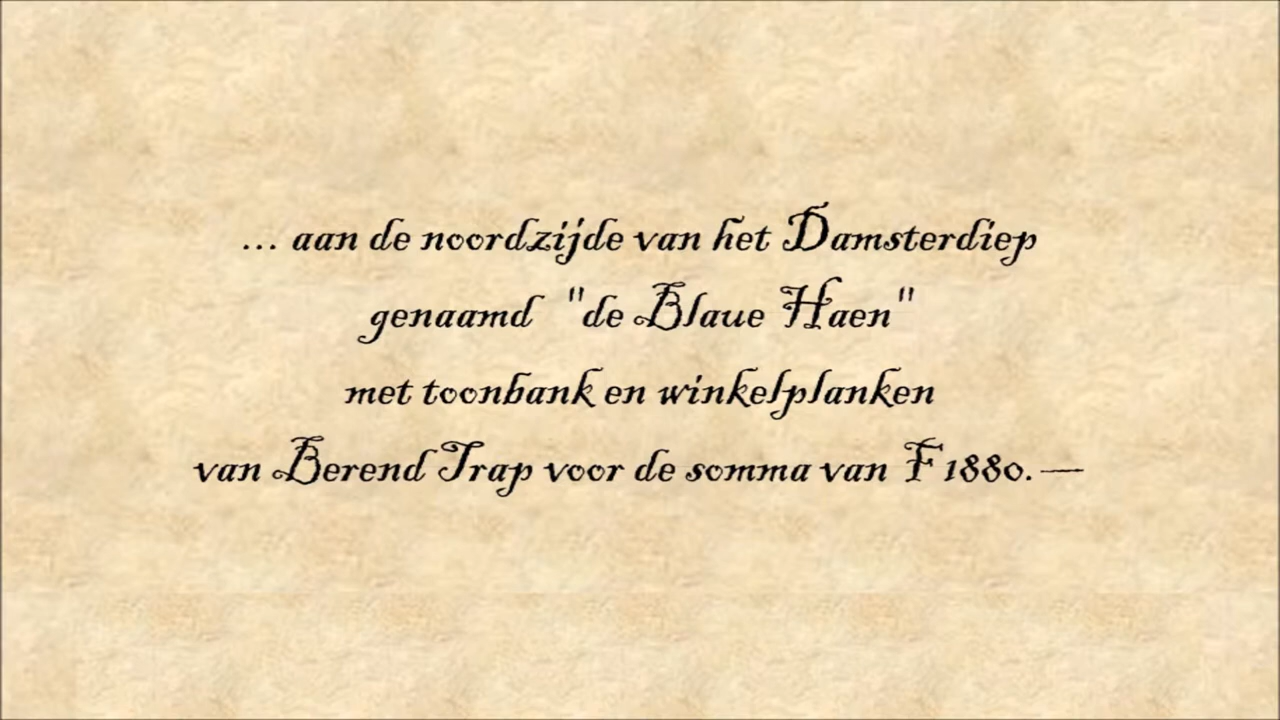 ... aan de noordzijde van het Damsterdiep
genaamd "de Blaue Haen"
met toonbank en winkelplanken
van Berend Trap voor de somma van F 1880.—